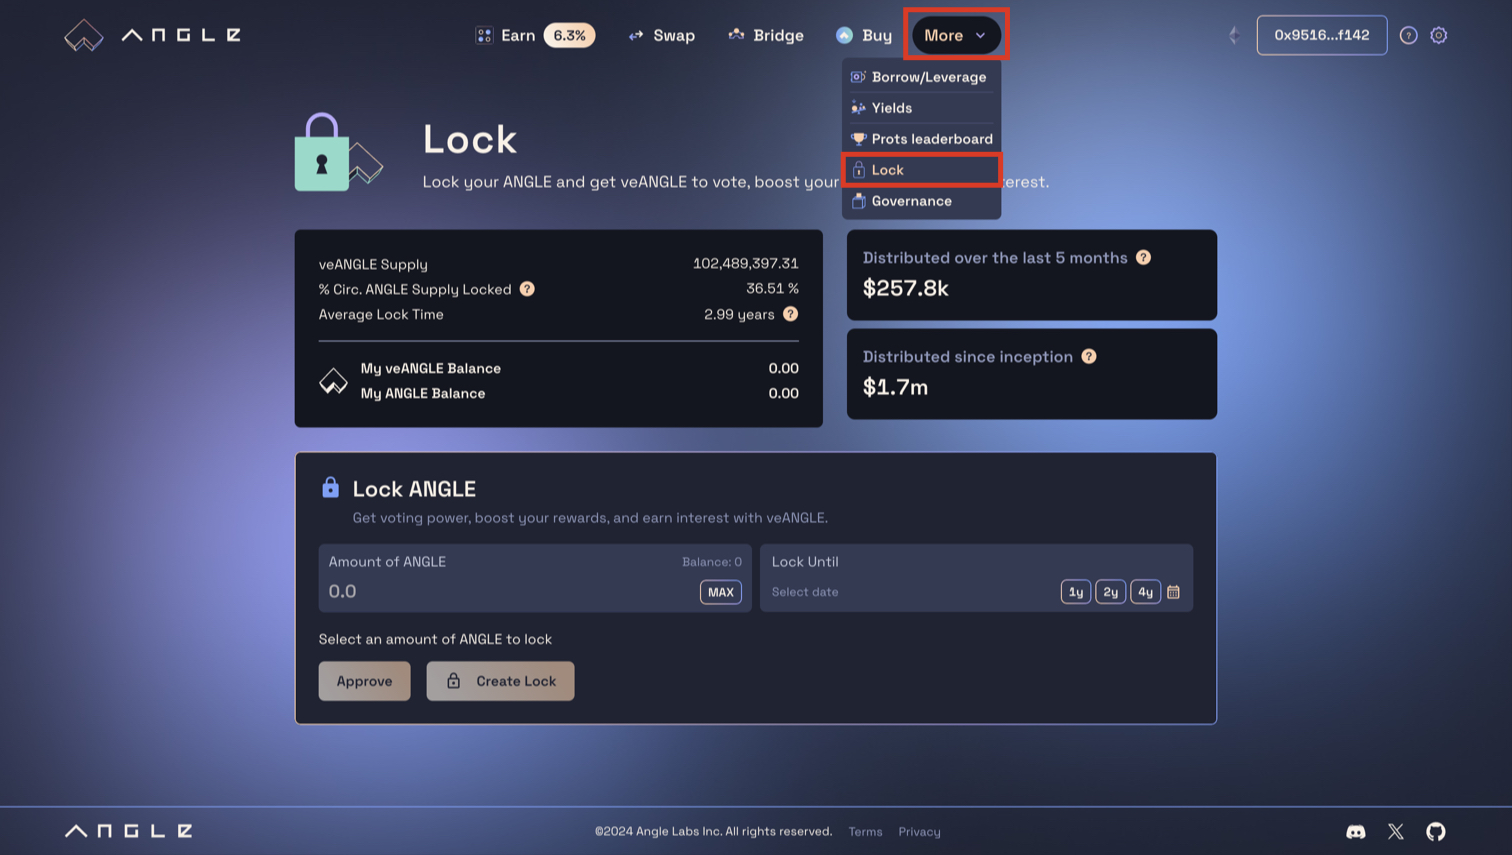 ANGLE
Earn 6.3%
Swap
Bridge
Buy
More
0x9516...f142
?
Borrow/Leverage
Yields
Prots leaderboard
Lock
Governance
Lock
Lock your ANGLE and get veANGLE to vote, boost your
erest.
veANGLE Supply 102,489,397.31
% Circ. ANGLE Supply Locked ? 36.51 %
Average Lock Time 2.99 years ?
My veANGLE Balance 0.00
My ANGLE Balance 0.00
Distributed over the last 5 months ?
$257.8k
Distributed since inception ?
$1.7m
Lock ANGLE
Get voting power, boost your rewards, and earn interest with veANGLE.
Amount of ANGLE Balance: 0
0.0 MAX
Lock Until
Select date 1y 2y 4y
Select an amount of ANGLE to lock
Approve
Create Lock
ANGLE
©2024 Angle Labs Inc. All rights reserved. Terms Privacy